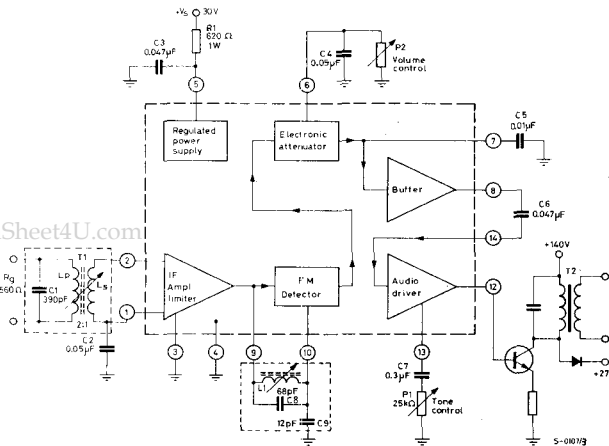 +Vs 30V
R1
620 Ω
1W
C3
0.047µF
C4
0.05µF
P2
Volume
control
5
6
Regulated
power
supply
Electronic
attenuator
7
C5
0.01µF
Buffer
8
C6
0.047µF
14
Sheet4U.com
+140V
T2
Rg
560 Ω
T1
Lp
Ls
C1
390pF
2:1
2
1
IF
Ampl
limiter
FM
Detector
Audio
driver
12
C2
0.05µF
3
4
9
10
13
+27
L1
68pF
C8
12pF
C9
C7
0.3µF
P1
25kΩ
Tone
control
S-0107/3